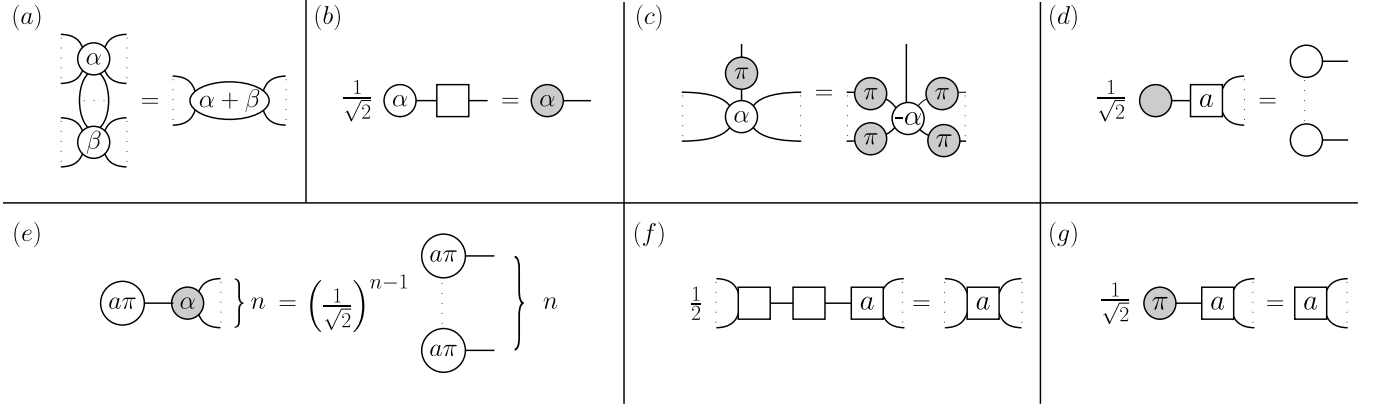 (a) α β = α + β
(b) 1/√2 α = α
(c) π α = π π -α π π
(d) 1/√2 a =
(e) aπ α } n = (1/√2)^{n−1} aπ aπ } n
(f) 1/2 a = a
(g) 1/√2 π a = a